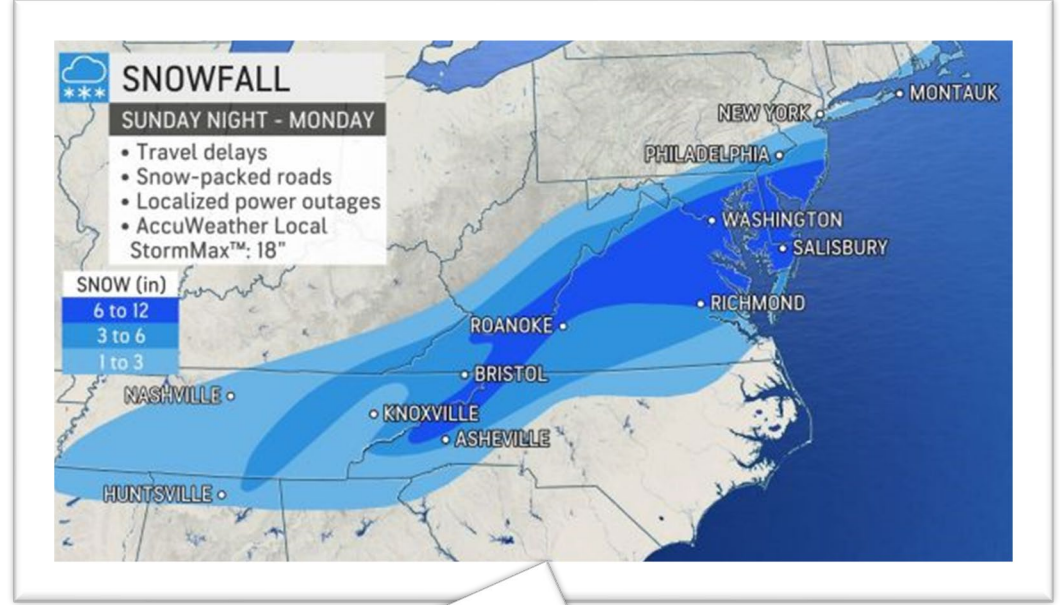 SNOWFALL
SUNDAY NIGHT - MONDAY
• Travel delays
• Snow-packed roads
• Localized power outages
• AccuWeather Local
StormMax™: 18"
SNOW (in)
6 to 12
3 to 6
1 to 3
MONTAUK
NEW YORK
PHILADELPHIA
WASHINGTON
SALISBURY
RICHMOND
ROANOKE
BRISTOL
NASHVILLE
KNOXVILLE
ASHEVILLE
HUNTSVILLE